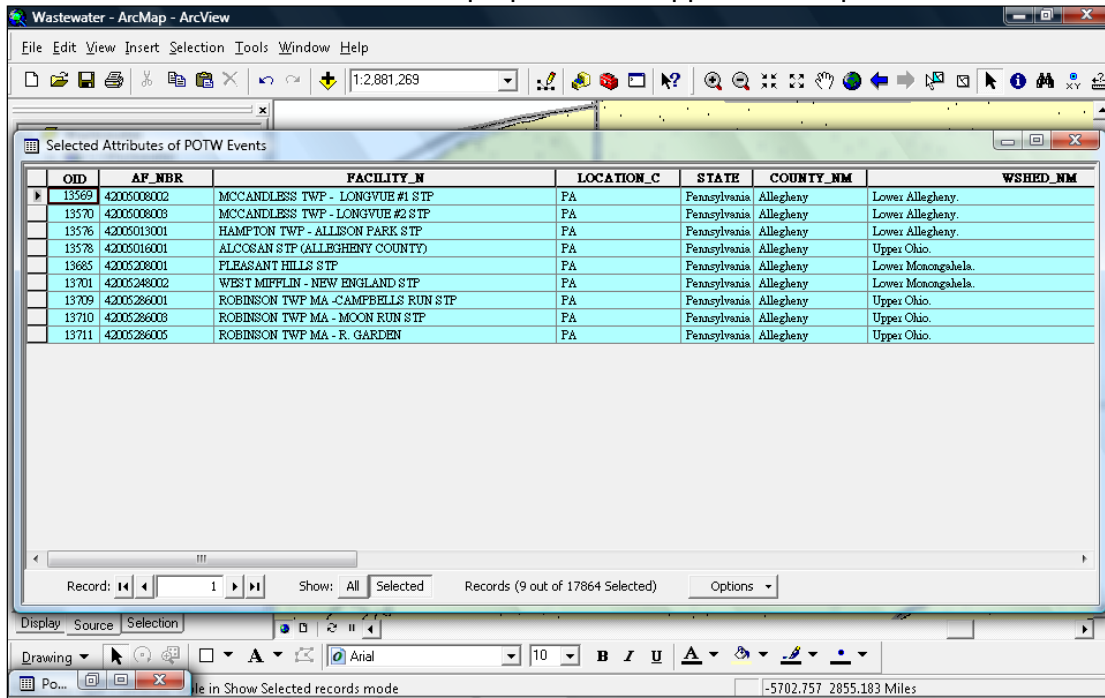 Wastewater - ArcMap - ArcView
File Edit View Insert Selection Tools Window Help
1:2,881,269
Selected Attributes of POTW Events
OID AF_NBR FACILITY_N LOCATION_C STATE COUNTY_NM WSHED_NM
13569 42005008002 MCCANDLESS TWP - LONGVUE #1 STP PA Pennsylvania Allegheny Lower Allegheny.
13570 42005008003 MCCANDLESS TWP - LONGVUE #2 STP PA Pennsylvania Allegheny Lower Allegheny.
13576 42005013001 HAMPTON TWP - ALLISON PARK STP PA Pennsylvania Allegheny Lower Allegheny.
13578 42005016001 ALCOSAN STP (ALLEGHENY COUNTY) PA Pennsylvania Allegheny Upper Ohio.
13685 42005208001 PLEASANT HILLS STP PA Pennsylvania Allegheny Lower Monongahela.
13701 42005248002 WEST MIFFLIN - NEW ENGLAND STP PA Pennsylvania Allegheny Lower Monongahela.
13709 42005286001 ROBINSON TWP MA -CAMPBELLS RUN STP PA Pennsylvania Allegheny Upper Ohio.
13710 42005286003 ROBINSON TWP MA - MOON RUN STP PA Pennsylvania Allegheny Upper Ohio.
13711 42005286005 ROBINSON TWP MA - R. GARDEN PA Pennsylvania Allegheny Upper Ohio.
Record: 1 Show: All Selected Records (9 out of 17864 Selected) Options
Display Source Selection
Drawing A Arial 10 B I U A
Po... le in Show Selected records mode -5702.757 2855.183 Miles